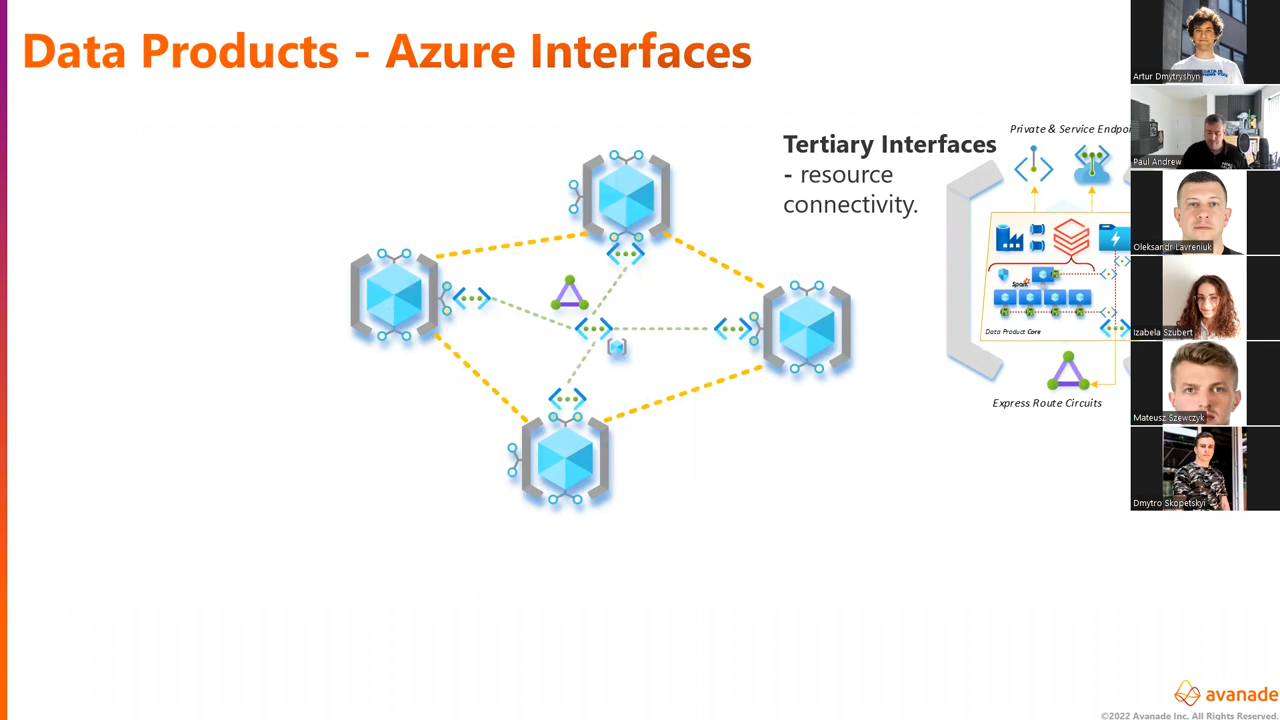 Data Products - Azure Interfaces
Tertiary Interfaces
- resource
connectivity.
Private & Service Endpo
Spark
Data Product Core
Express Route Circuits
Artur Dmytryshyn
Paul Andrew
Oleksandr Lavreniuk
Izabela Szubert
Mateusz Szewczyk
Dmytro Skopetskyi
avanade
©2022 Avanade Inc. All Rights Reserved.